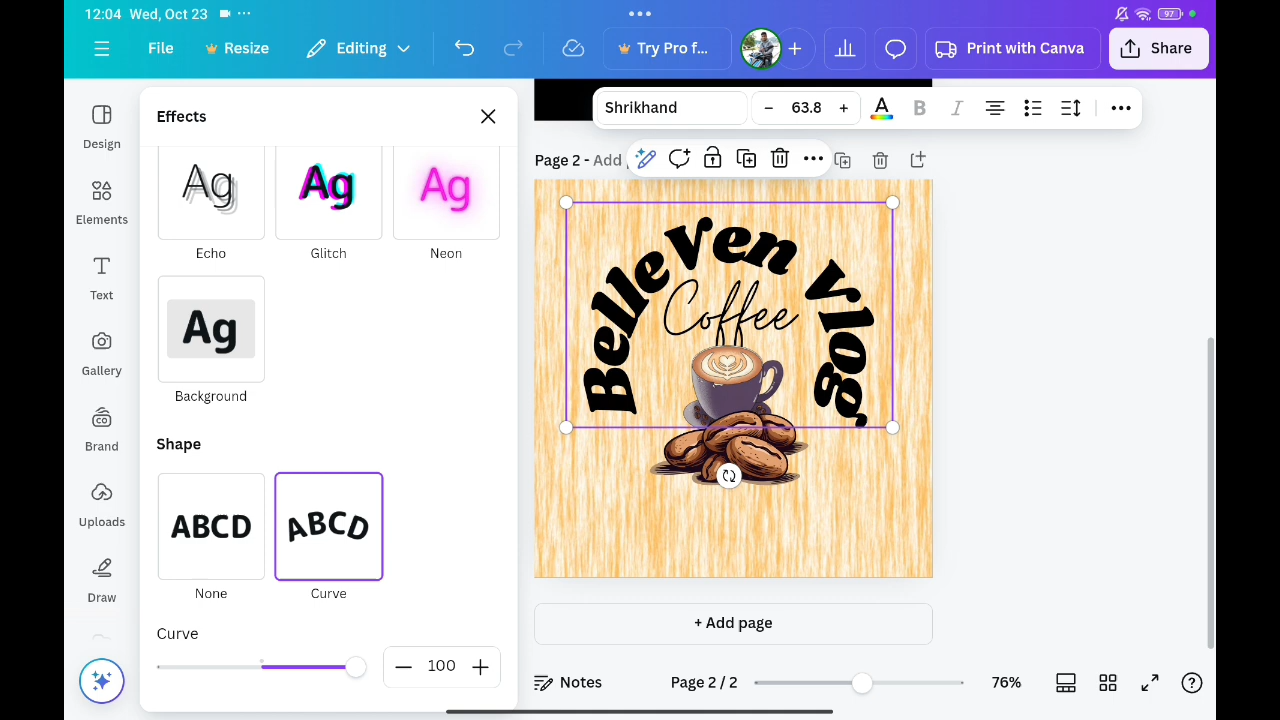 12:04 Wed, Oct 23
97
File
Resize
Editing
Try Pro f...
Print with Canva
Share
Effects
Shrikhand
– 63.8 +
A
B
I
Design
Elements
Text
Gallery
Brand
Uploads
Draw
Ag
Ag
Ag
Echo
Glitch
Neon
Ag
Background
Shape
ABCD
ABCD
None
Curve
Curve
— 100 +
Page 2 - Add
BelleVen Vlog
Coffee
+ Add page
Notes
Page 2 / 2
76%
?